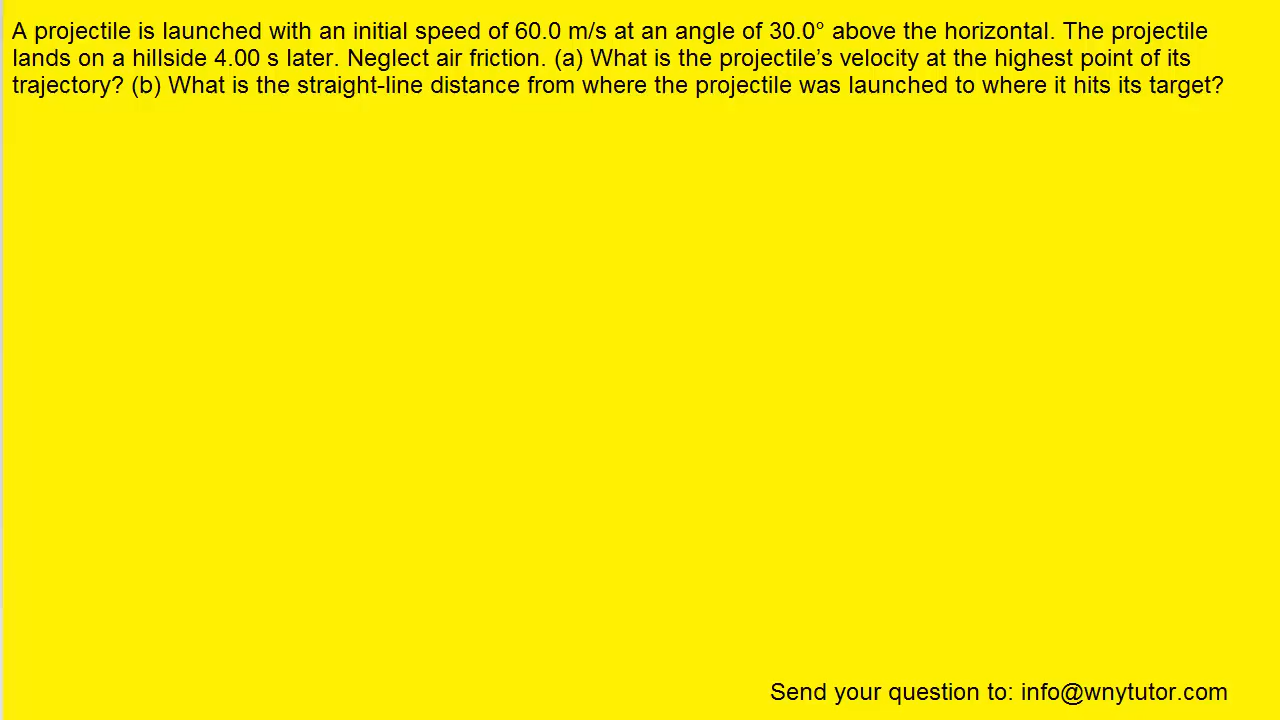 A projectile is launched with an initial speed of 60.0 m/s at an angle of 30.0° above the horizontal. The projectile
lands on a hillside 4.00 s later. Neglect air friction. (a) What is the projectile’s velocity at the highest point of its
trajectory? (b) What is the straight-line distance from where the projectile was launched to where it hits its target?
Send your question to: info@wnytutor.com